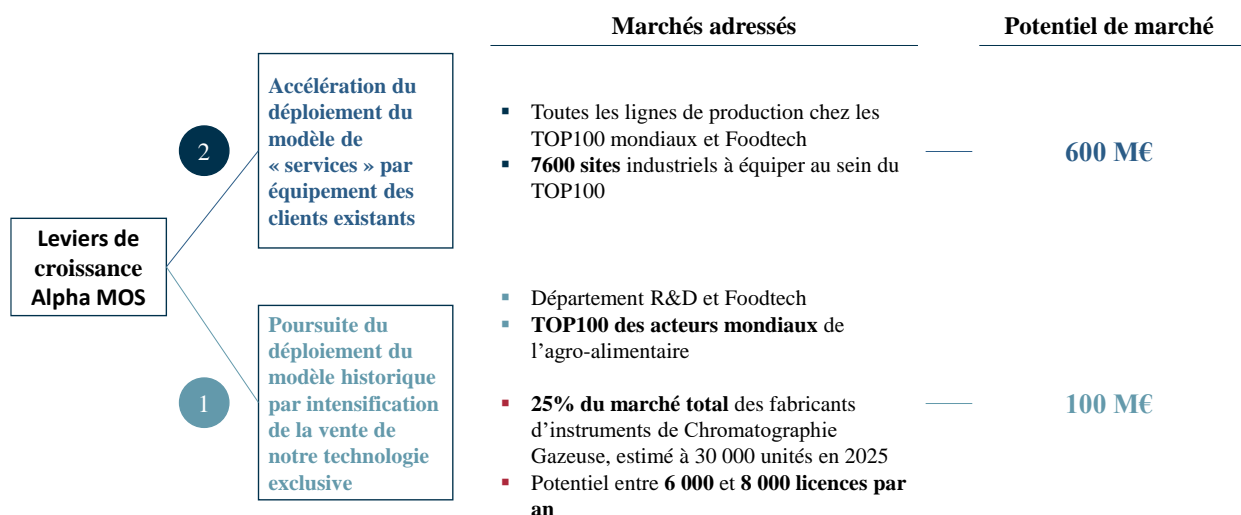 Marchés adressés
Potentiel de marché
Leviers de
croissance
Alpha MOS
2
Accélération du
déploiement du
modèle de
« services » par
équipement des
clients existants
▪ Toutes les lignes de production chez les
TOP100 mondiaux et Foodtech
▪ 7600 sites industriels à équiper au sein du
TOP100
600 M€
1
Poursuite du
déploiement du
modèle historique
par intensification
de la vente de
notre technologie
exclusive
▪ Département R&D et Foodtech
▪ TOP100 des acteurs mondiaux de
l’agro-alimentaire
▪ 25% du marché total des fabricants
d’instruments de Chromatographie
Gazeuse, estimé à 30 000 unités en 2025
▪ Potentiel entre 6 000 et 8 000 licences par
an
100 M€